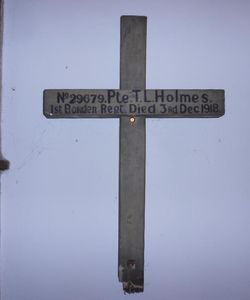 No 29679. Pte T. L. Holmes.
1st Border Regt. Died 3rd Dec 1918.